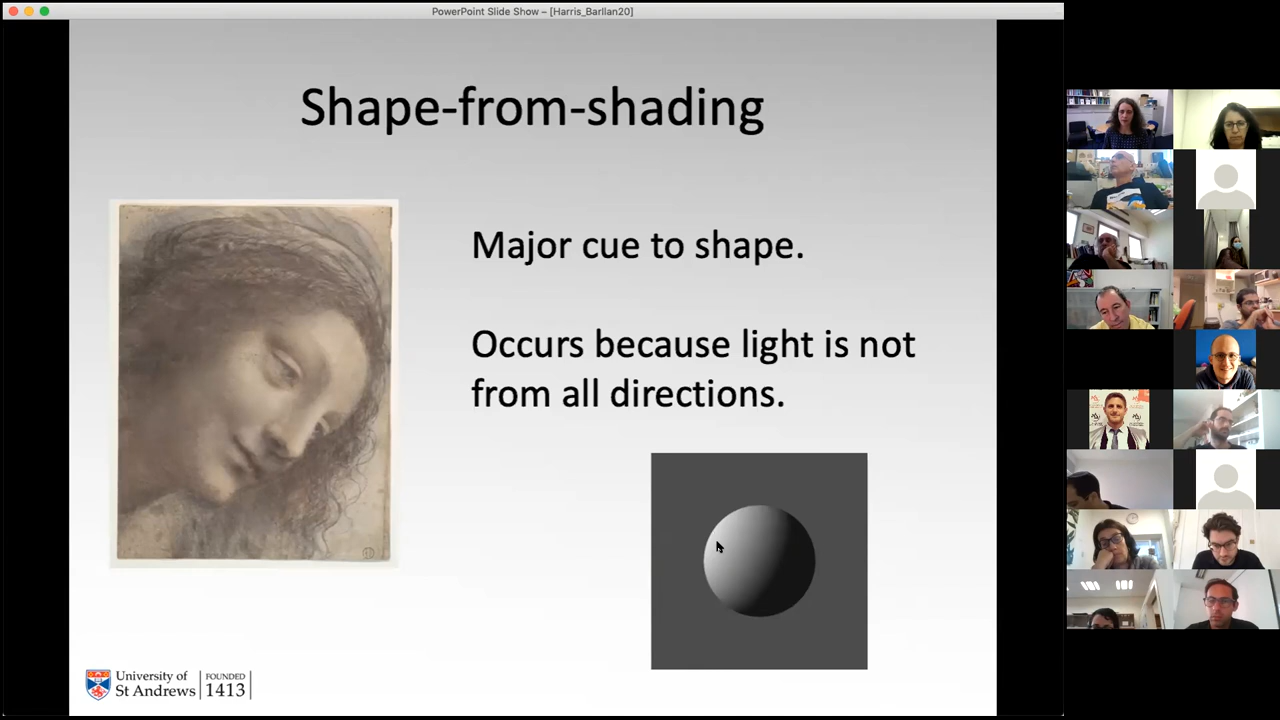 PowerPoint Slide Show – [Harris_BarIlan20]
Shape-from-shading
Major cue to shape.
Occurs because light is not
from all directions.
University of
St Andrews
FOUNDED
1413